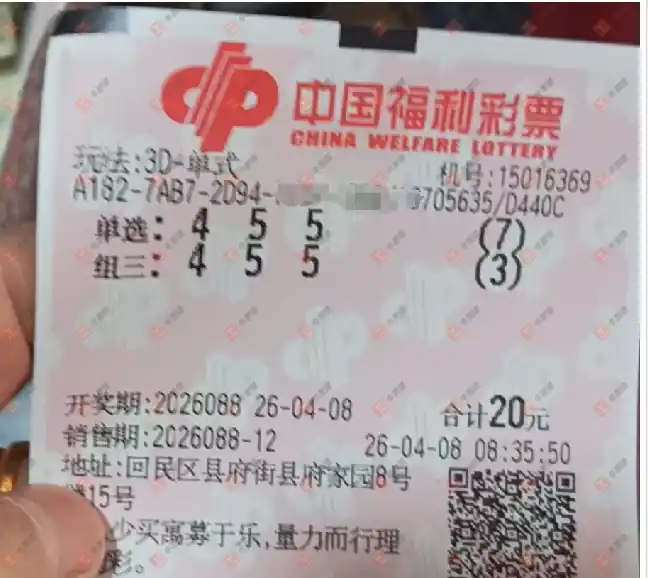 中国福利彩票
CHINA WELFARE LOTTERY
玩法:3D-单式
机号:15016369
A182-7AB7-2D94- 0705635/D440C
单选: 4 5 5 (7)
组三: 4 5 5 (3)
开奖期:2026088 26-04-08 合计20元
销售期:2026088-12 26-04-08 08:35:50
地址:回民区县府街县府家园8号
15号
少买寓募于乐,量力而行理
彩。